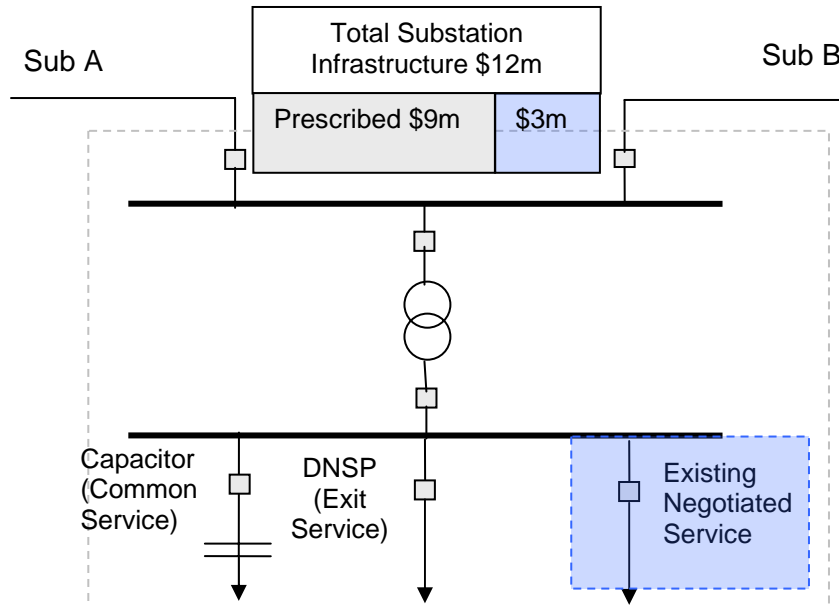 Total Substation
Infrastructure $12m
Sub A
Sub B
Prescribed $9m
$3m
Capacitor
(Common
Service)
DNSP
(Exit
Service)
Existing
Negotiated
Service